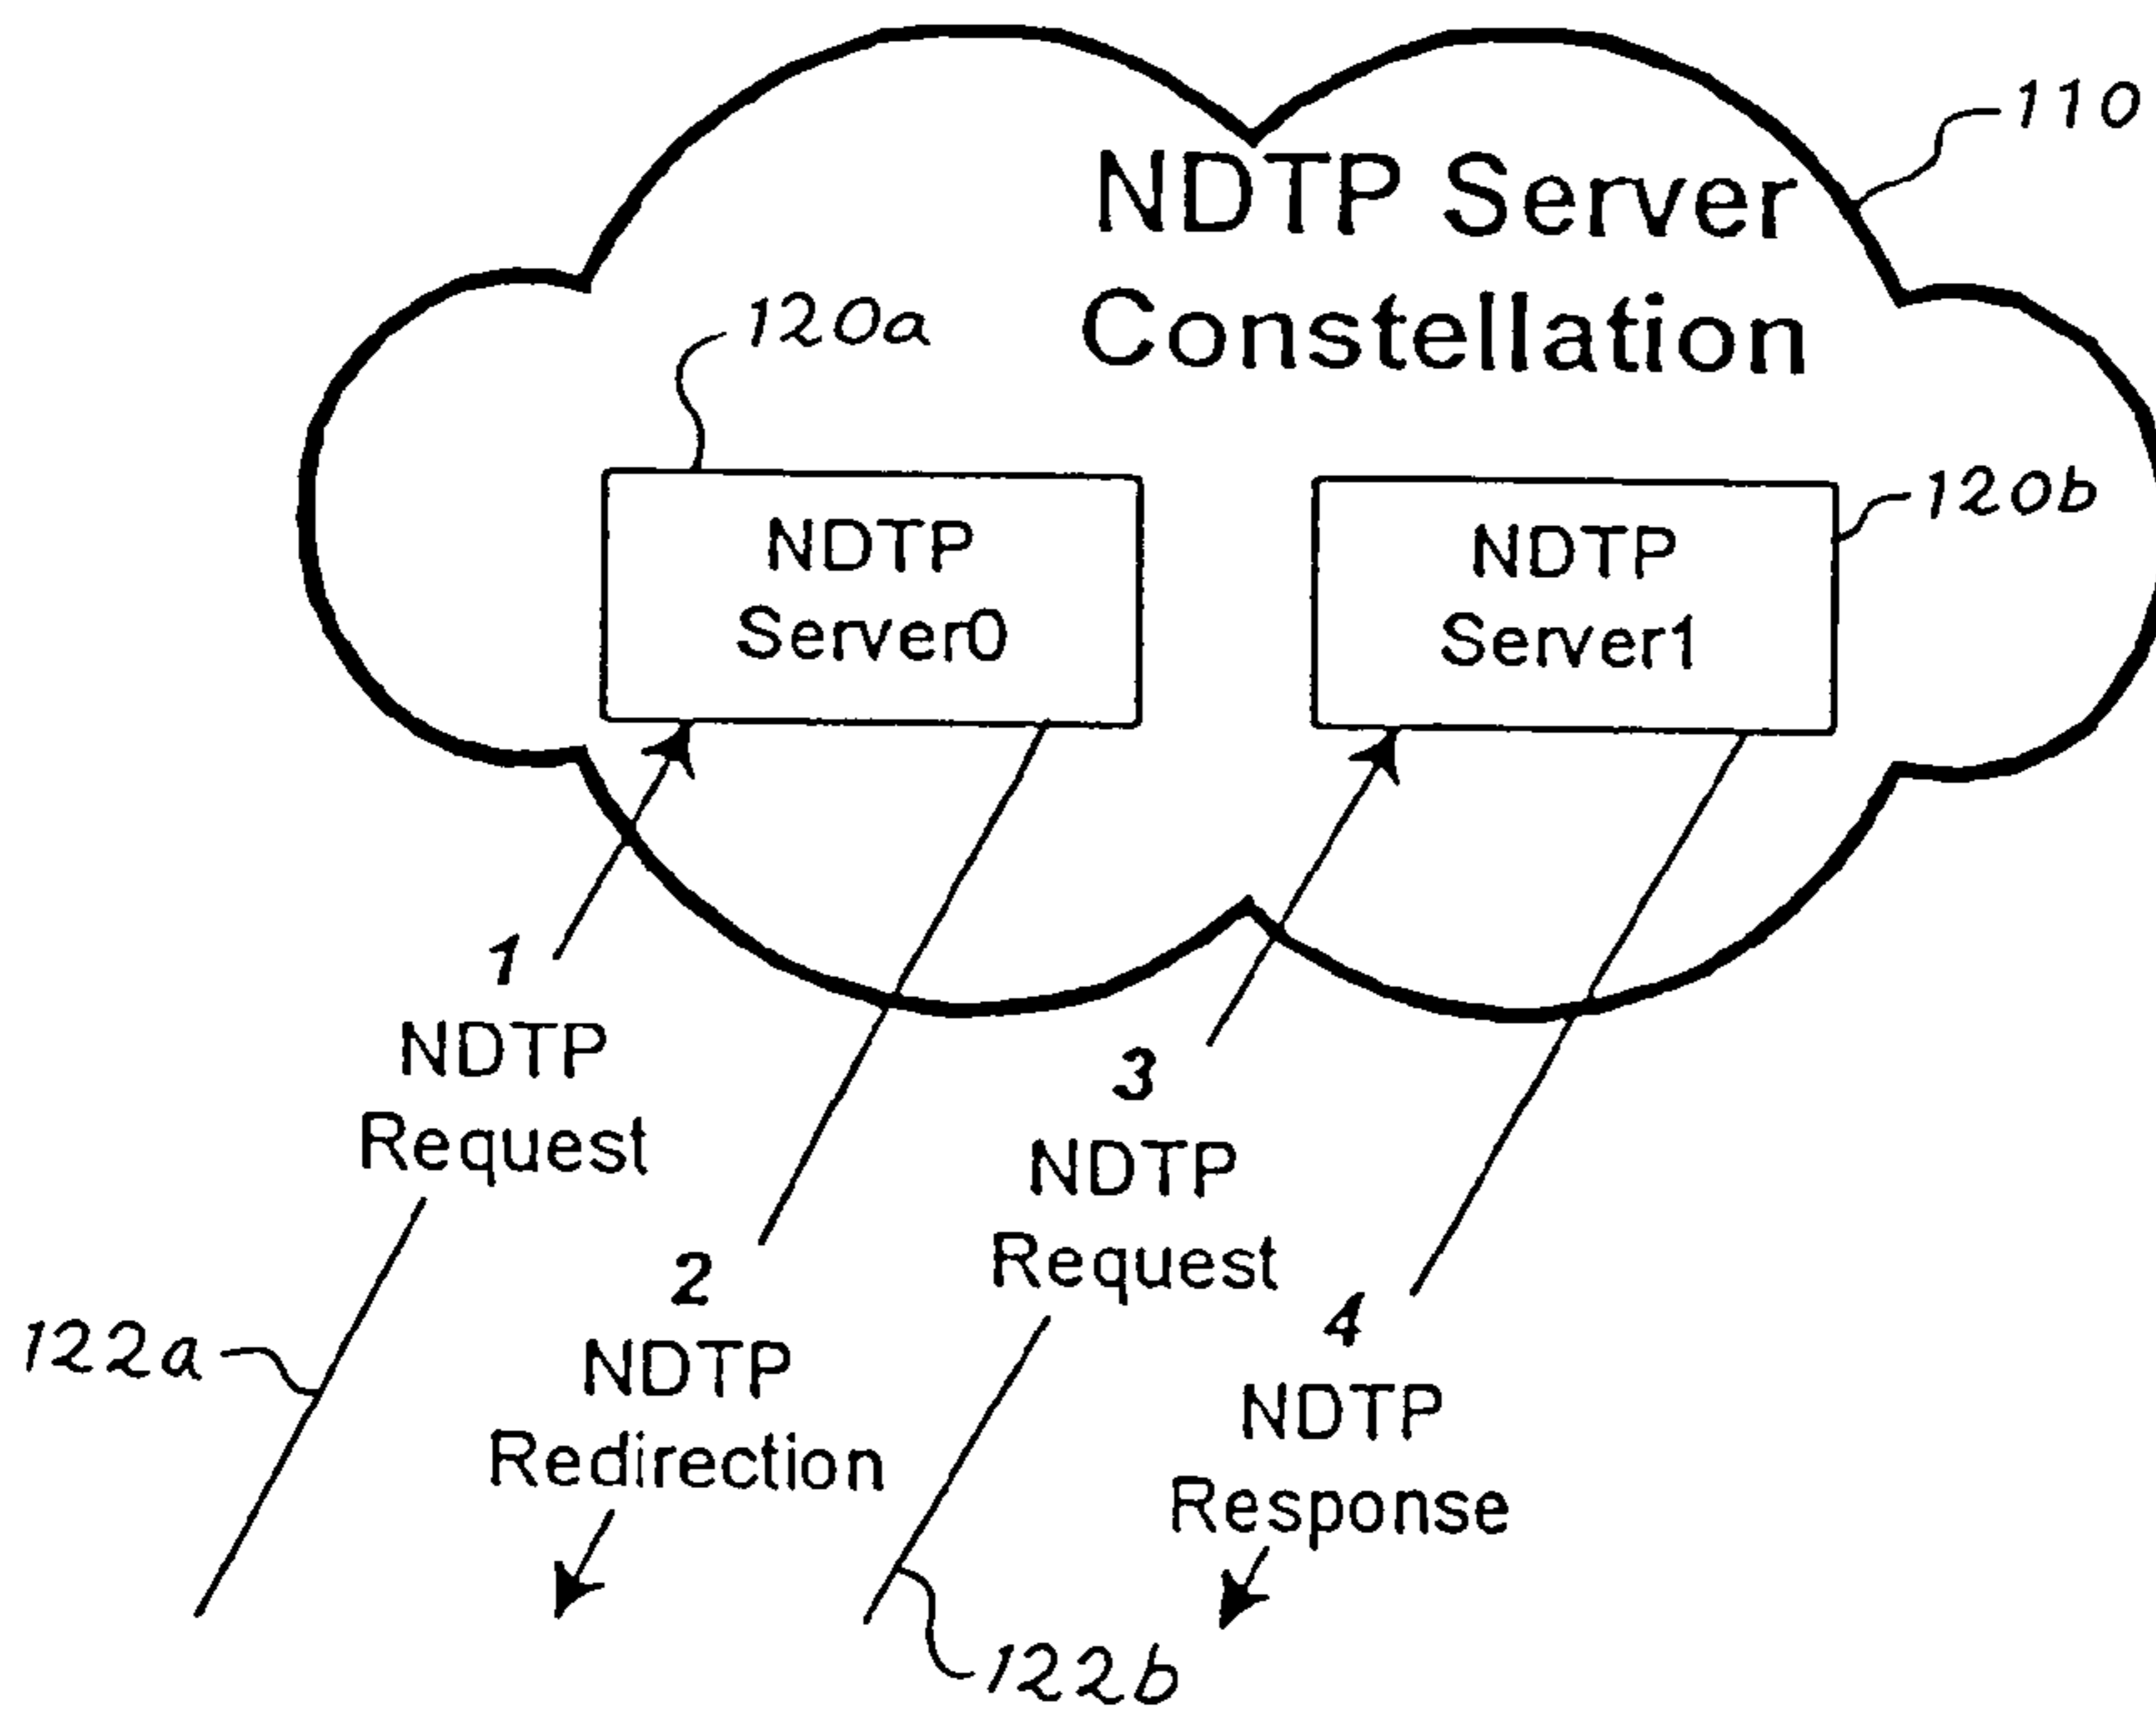 110
NDTP Server
Constellation
120a
120b
NDTP
Server0
NDTP
Server1
1
NDTP
Request
2
NDTP
Redirection
3
NDTP
Request
4
NDTP
Response
122a
122b